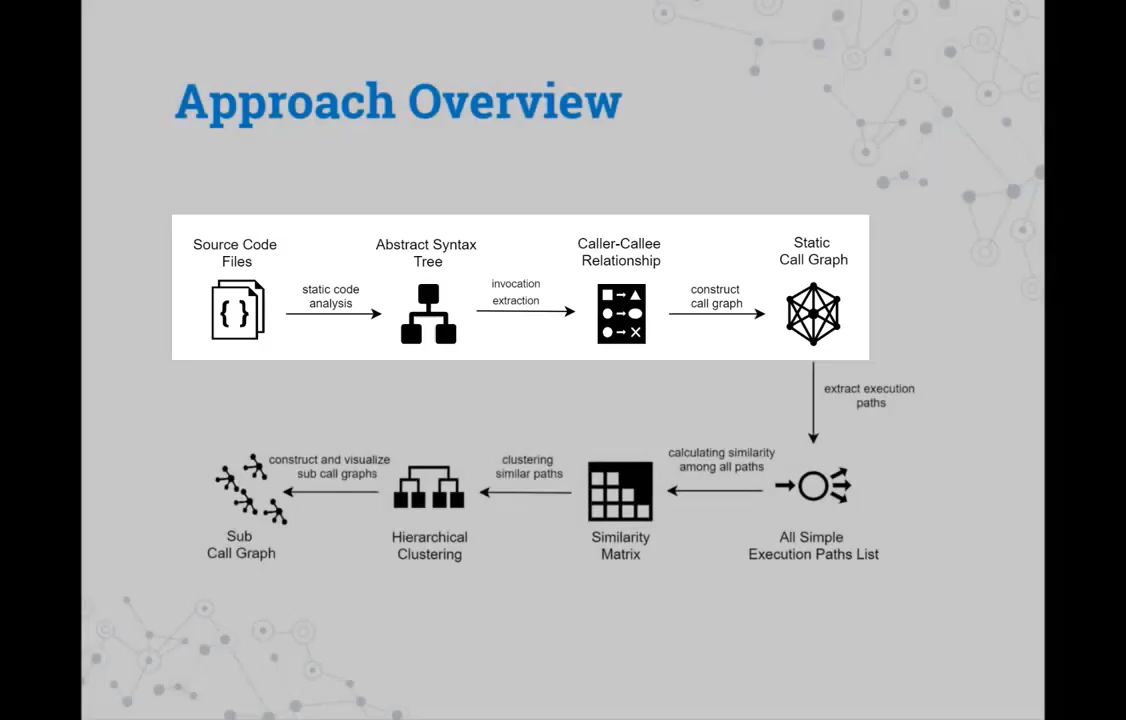 Approach Overview
Source Code
Files
static code
analysis
Abstract Syntax
Tree
invocation
extraction
Caller-Callee
Relationship
construct
call graph
Static
Call Graph
extract execution
paths
All Simple
Execution Paths List
calculating similarity
among all paths
Similarity
Matrix
clustering
similar paths
Hierarchical
Clustering
construct and visualize
sub call graphs
Sub
Call Graph